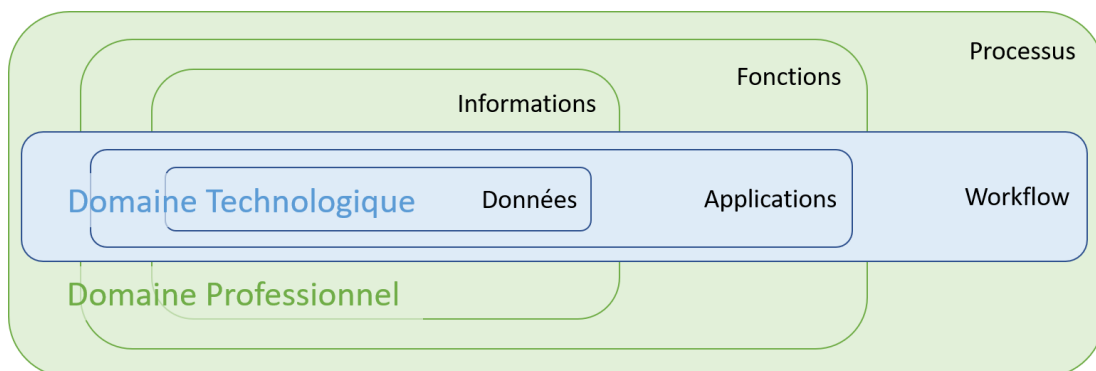 Processus
Fonctions
Informations
Domaine Technologique
Données
Applications
Workflow
Domaine Professionnel